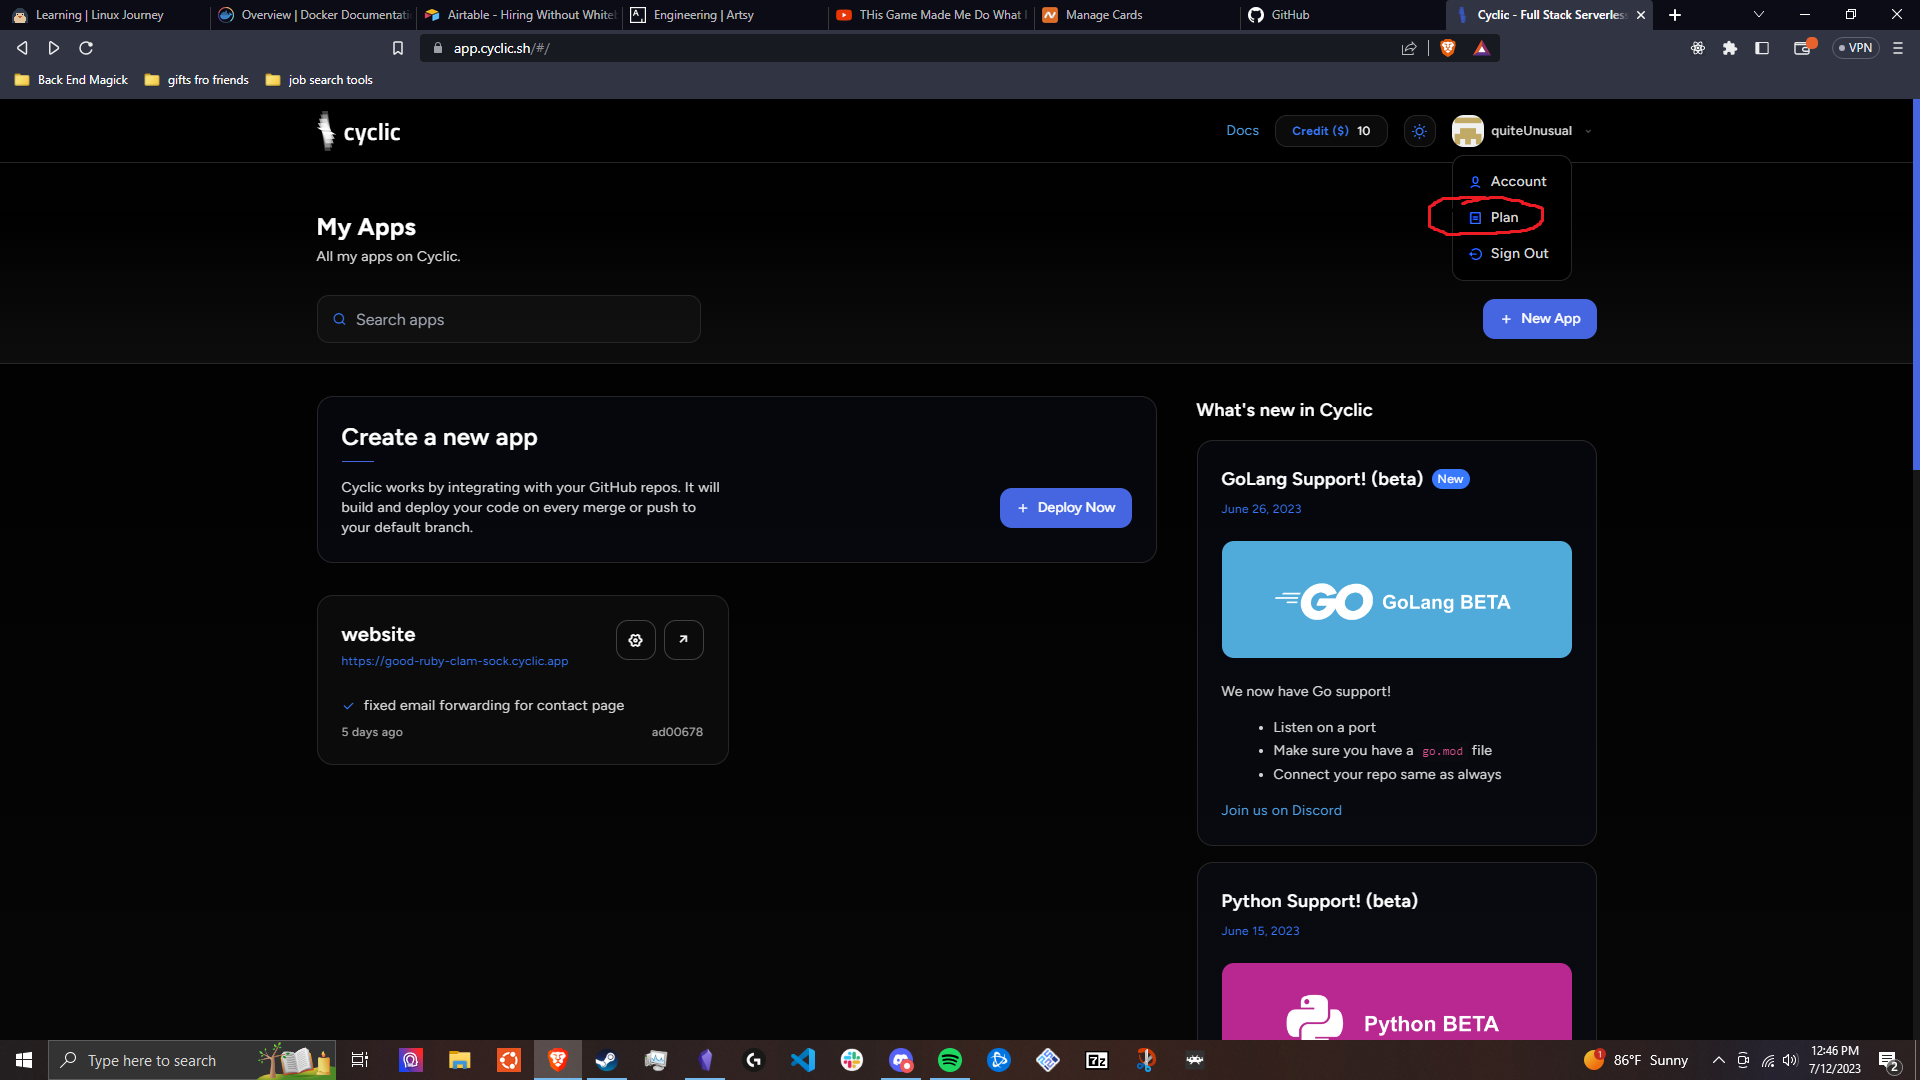 Learning | Linux Journey
Overview | Docker Documentati
Airtable - Hiring Without Whiteb
Engineering | Artsy
THis Game Made Me Do What I
Manage Cards
GitHub
Cyclic - Full Stack Serverless
app.cyclic.sh/#/
VPN
Back End Magick
gifts fro friends
job search tools
cyclic
Docs
Credit ($) 10
quiteUnusual
Account
Plan
Sign Out
My Apps
All my apps on Cyclic.
Search apps
+ New App
Create a new app
Cyclic works by integrating with your GitHub repos. It will
build and deploy your code on every merge or push to
your default branch.
+ Deploy Now
website
https://good-ruby-clam-sock.cyclic.app
fixed email forwarding for contact page
5 days ago
ad00678
What's new in Cyclic
GoLang Support! (beta) New
June 26, 2023
GO GoLang BETA
We now have Go support!
• Listen on a port
• Make sure you have a go.mod file
• Connect your repo same as always
Join us on Discord
Python Support! (beta)
June 15, 2023
Python BETA
Type here to search
7z
1
86°F Sunny
12:46 PM
7/12/2023
2